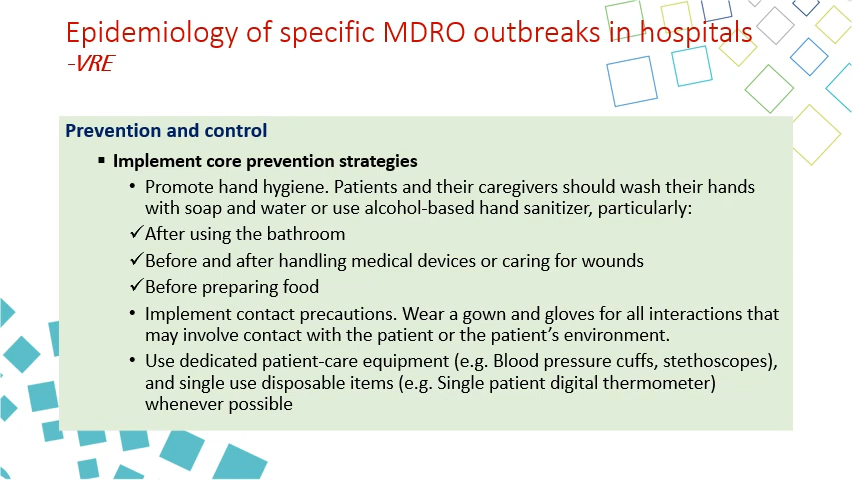 Epidemiology of specific MDRO outbreaks in hospitals
-VRE
Prevention and control
▪ Implement core prevention strategies
• Promote hand hygiene. Patients and their caregivers should wash their hands
with soap and water or use alcohol-based hand sanitizer, particularly:
✓After using the bathroom
✓Before and after handling medical devices or caring for wounds
✓Before preparing food
• Implement contact precautions. Wear a gown and gloves for all interactions that
may involve contact with the patient or the patient’s environment.
• Use dedicated patient-care equipment (e.g. Blood pressure cuffs, stethoscopes),
and single use disposable items (e.g. Single patient digital thermometer)
whenever possible